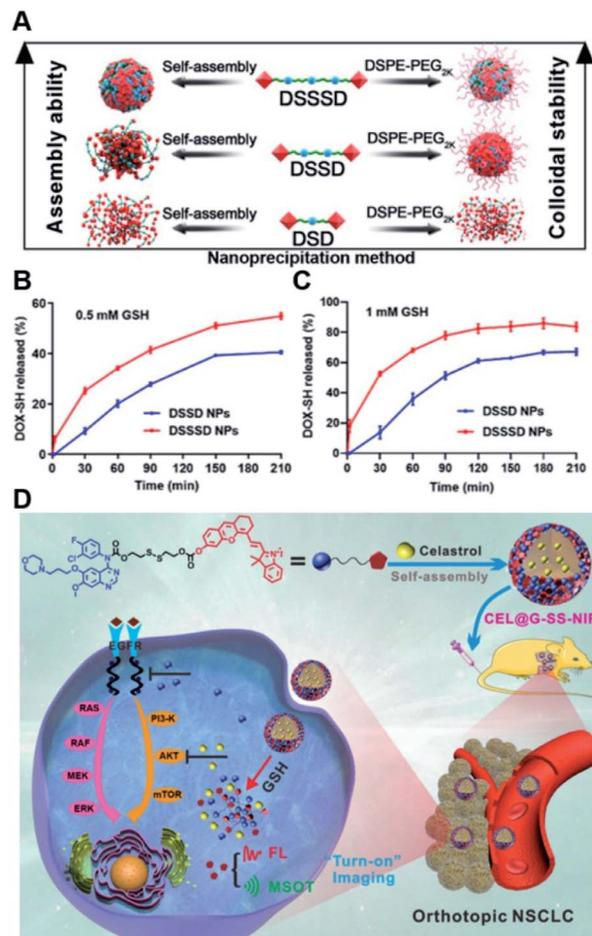 A
Assembly ability
Self-assembly
DSSSD
DSPE-PEG2K
Self-assembly
DSSD
DSPE-PEG2K
Self-assembly
DSD
DSPE-PEG2K
Colloidal stability
Nanoprecipitation method
B
0.5 mM GSH
DOX-SH released (%)
60
40
20
0
DSSD NPs
DSSSD NPs
0 30 60 90 120 150 180 210
Time (min)
C
1 mM GSH
DOX-SH released (%)
100
80
60
40
20
0
DSSD NPs
DSSSD NPs
0 30 60 90 120 150 180 210
Time (min)
D
F
Cl
N
O
N
O
N
N
O
O
O
S
S
O
O
O
O
N
=
Celastrol
Self-assembly
CEL@G-SS-NIR
EGFR
RAS
RAF
MEK
ERK
PI3-K
AKT
mTOR
GSH
FL
MSOT
"Turn-on"
Imaging
Orthotopic NSCLC